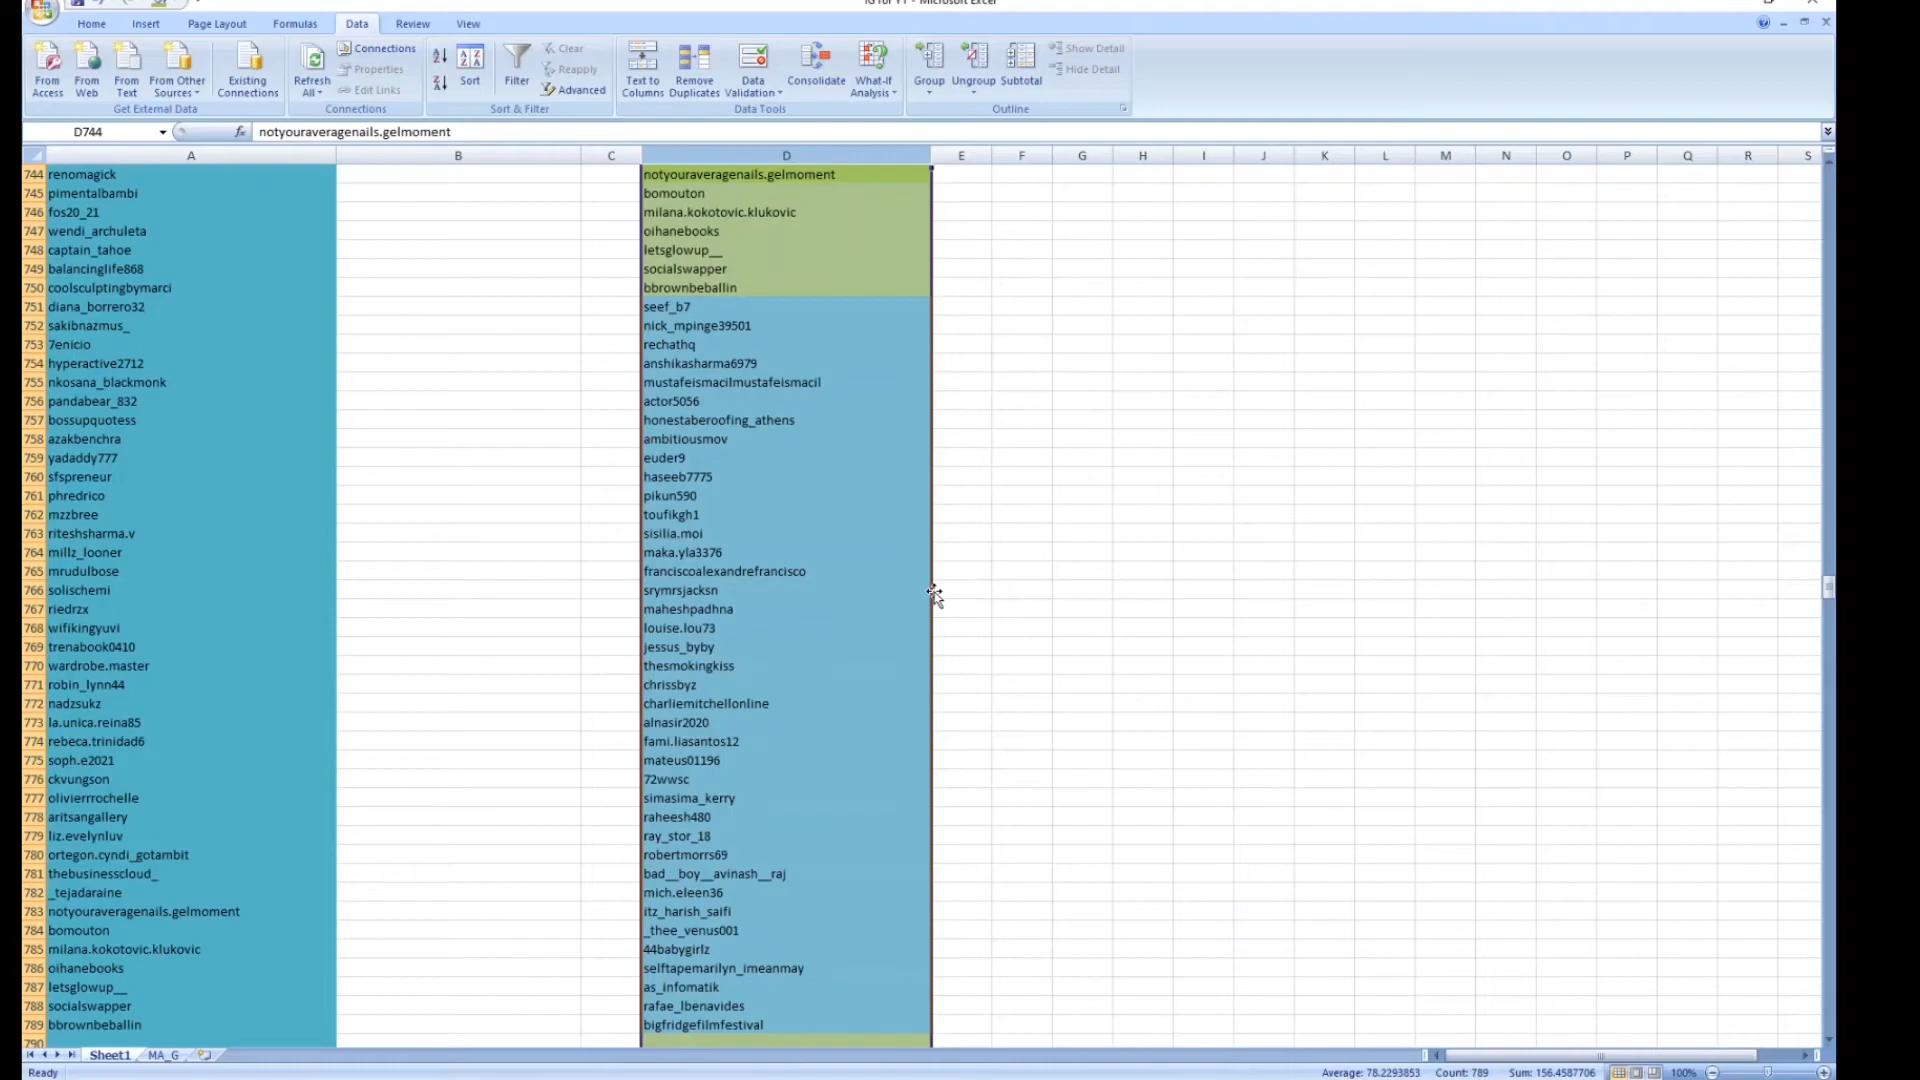 IG for YT - Microsoft Excel
Home Insert Page Layout Formulas Data Review View
From Access
From Web
From Text
From Other Sources
Existing Connections
Get External Data
Refresh All
Connections
Properties
Edit Links
Connections
Sort
Filter
Clear
Reapply
Advanced
Sort & Filter
Text to Columns
Remove Duplicates
Data Validation
Consolidate
What-If Analysis
Data Tools
Group
Ungroup
Subtotal
Show Detail
Hide Detail
Outline
D744 fx notyouraveragenails.gelmoment
A B C D E F G H I J K L M N O P Q R S
744 renomagick notyouraveragenails.gelmoment
745 pimentalbambi bomouton
746 fos20_21 milana.kokotovic.klukovic
747 wendi_archuleta oihanebooks
748 captain_tahoe letsglowup__
749 balancinglife868 socialswapper
750 coolsculptingbymarci bbrownbeballin
751 diana_borrero32 seef_b7
752 sakibnazmus_ nick_mpinge39501
753 7enicio rechathq
754 hyperactive2712 anshikasharma6979
755 nkosana_blackmonk mustafeismacilmustafeismacil
756 pandabear_832 actor5056
757 bossupquotess honestaberoofing_athens
758 azakbenchra ambitiousmov
759 yadaddy777 euder9
760 sfspreneur haseeb7775
761 phredrico pikun590
762 mzzbree toufikgh1
763 riteshsharma.v sisilia.moi
764 millz_looner maka.yla3376
765 mrudulbose franciscoalexandrefrancisco
766 solischemi srymrsjacksn
767 riedrzx maheshpadhna
768 wifikingyuvi louise.lou73
769 trenabook0410 jessus_byby
770 wardrobe.master thesmokingkiss
771 robin_lynn44 chrissbyz
772 nadzsukz charliemitchellonline
773 la.unica.reina85 alnasir2020
774 rebeca.trinidad6 fami.liasantos12
775 soph.e2021 mateus01196
776 ckvungson 72wwsc
777 olivierrrochelle simasima_kerry
778 aritsangallery raheesh480
779 liz.evelynluv ray_stor_18
780 ortegon.cyndi_gotambit robertmorrs69
781 thebusinesscloud_ bad__boy__avinash__raj
782 _tejadaraine mich.eleen36
783 notyouraveragenails.gelmoment itz_harish_saifi
784 bomouton _thee_venus001
785 milana.kokotovic.klukovic 44babygirlz
786 oihanebooks selftapemarilyn_imeanmay
787 letsglowup__ as_infomatik
788 socialswapper rafae_lbenavides
789 bbrownbeballin bigfridgefilmfestival
790
Sheet1 MA_G
Ready Average: 78.2293853 Count: 789 Sum: 156.4587706 100%